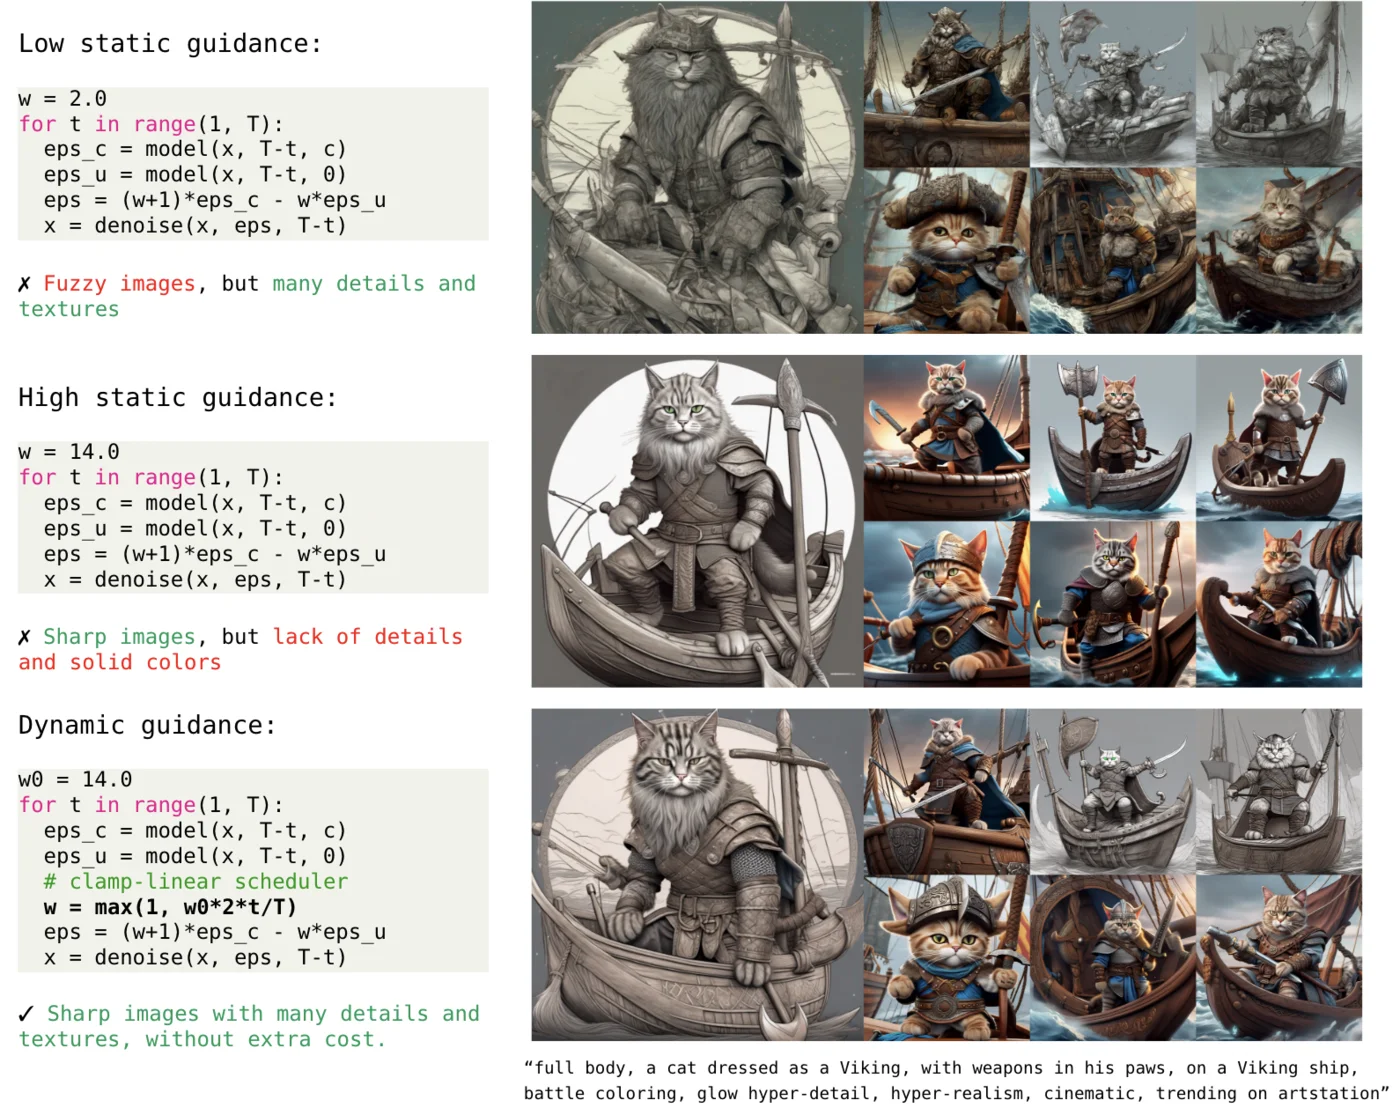 Low static guidance:
w = 2.0
for t in range(1, T):
  eps_c = model(x, T-t, c)
  eps_u = model(x, T-t, 0)
  eps = (w+1)*eps_c - w*eps_u
  x = denoise(x, eps, T-t)
✗ Fuzzy images, but many details and
textures
High static guidance:
w = 14.0
for t in range(1, T):
  eps_c = model(x, T-t, c)
  eps_u = model(x, T-t, 0)
  eps = (w+1)*eps_c - w*eps_u
  x = denoise(x, eps, T-t)
✗ Sharp images, but lack of details
and solid colors
Dynamic guidance:
w0 = 14.0
for t in range(1, T):
  eps_c = model(x, T-t, c)
  eps_u = model(x, T-t, 0)
  # clamp-linear scheduler
  w = max(1, w0*2*t/T)
  eps = (w+1)*eps_c - w*eps_u
  x = denoise(x, eps, T-t)
✓ Sharp images with many details and
textures, without extra cost.
“full body, a cat dressed as a Viking, with weapons in his paws, on a Viking ship,
battle coloring, glow hyper-detail, hyper-realism, cinematic, trending on artstation”